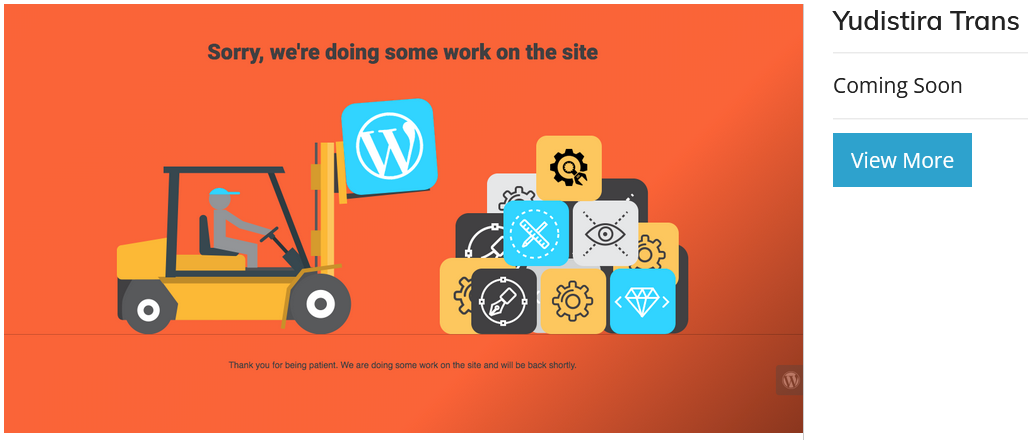 Sorry, we're doing some work on the site
Thank you for being patient. We are doing some work on the site and will be back shortly.
Yudistira Trans
Coming Soon
View More